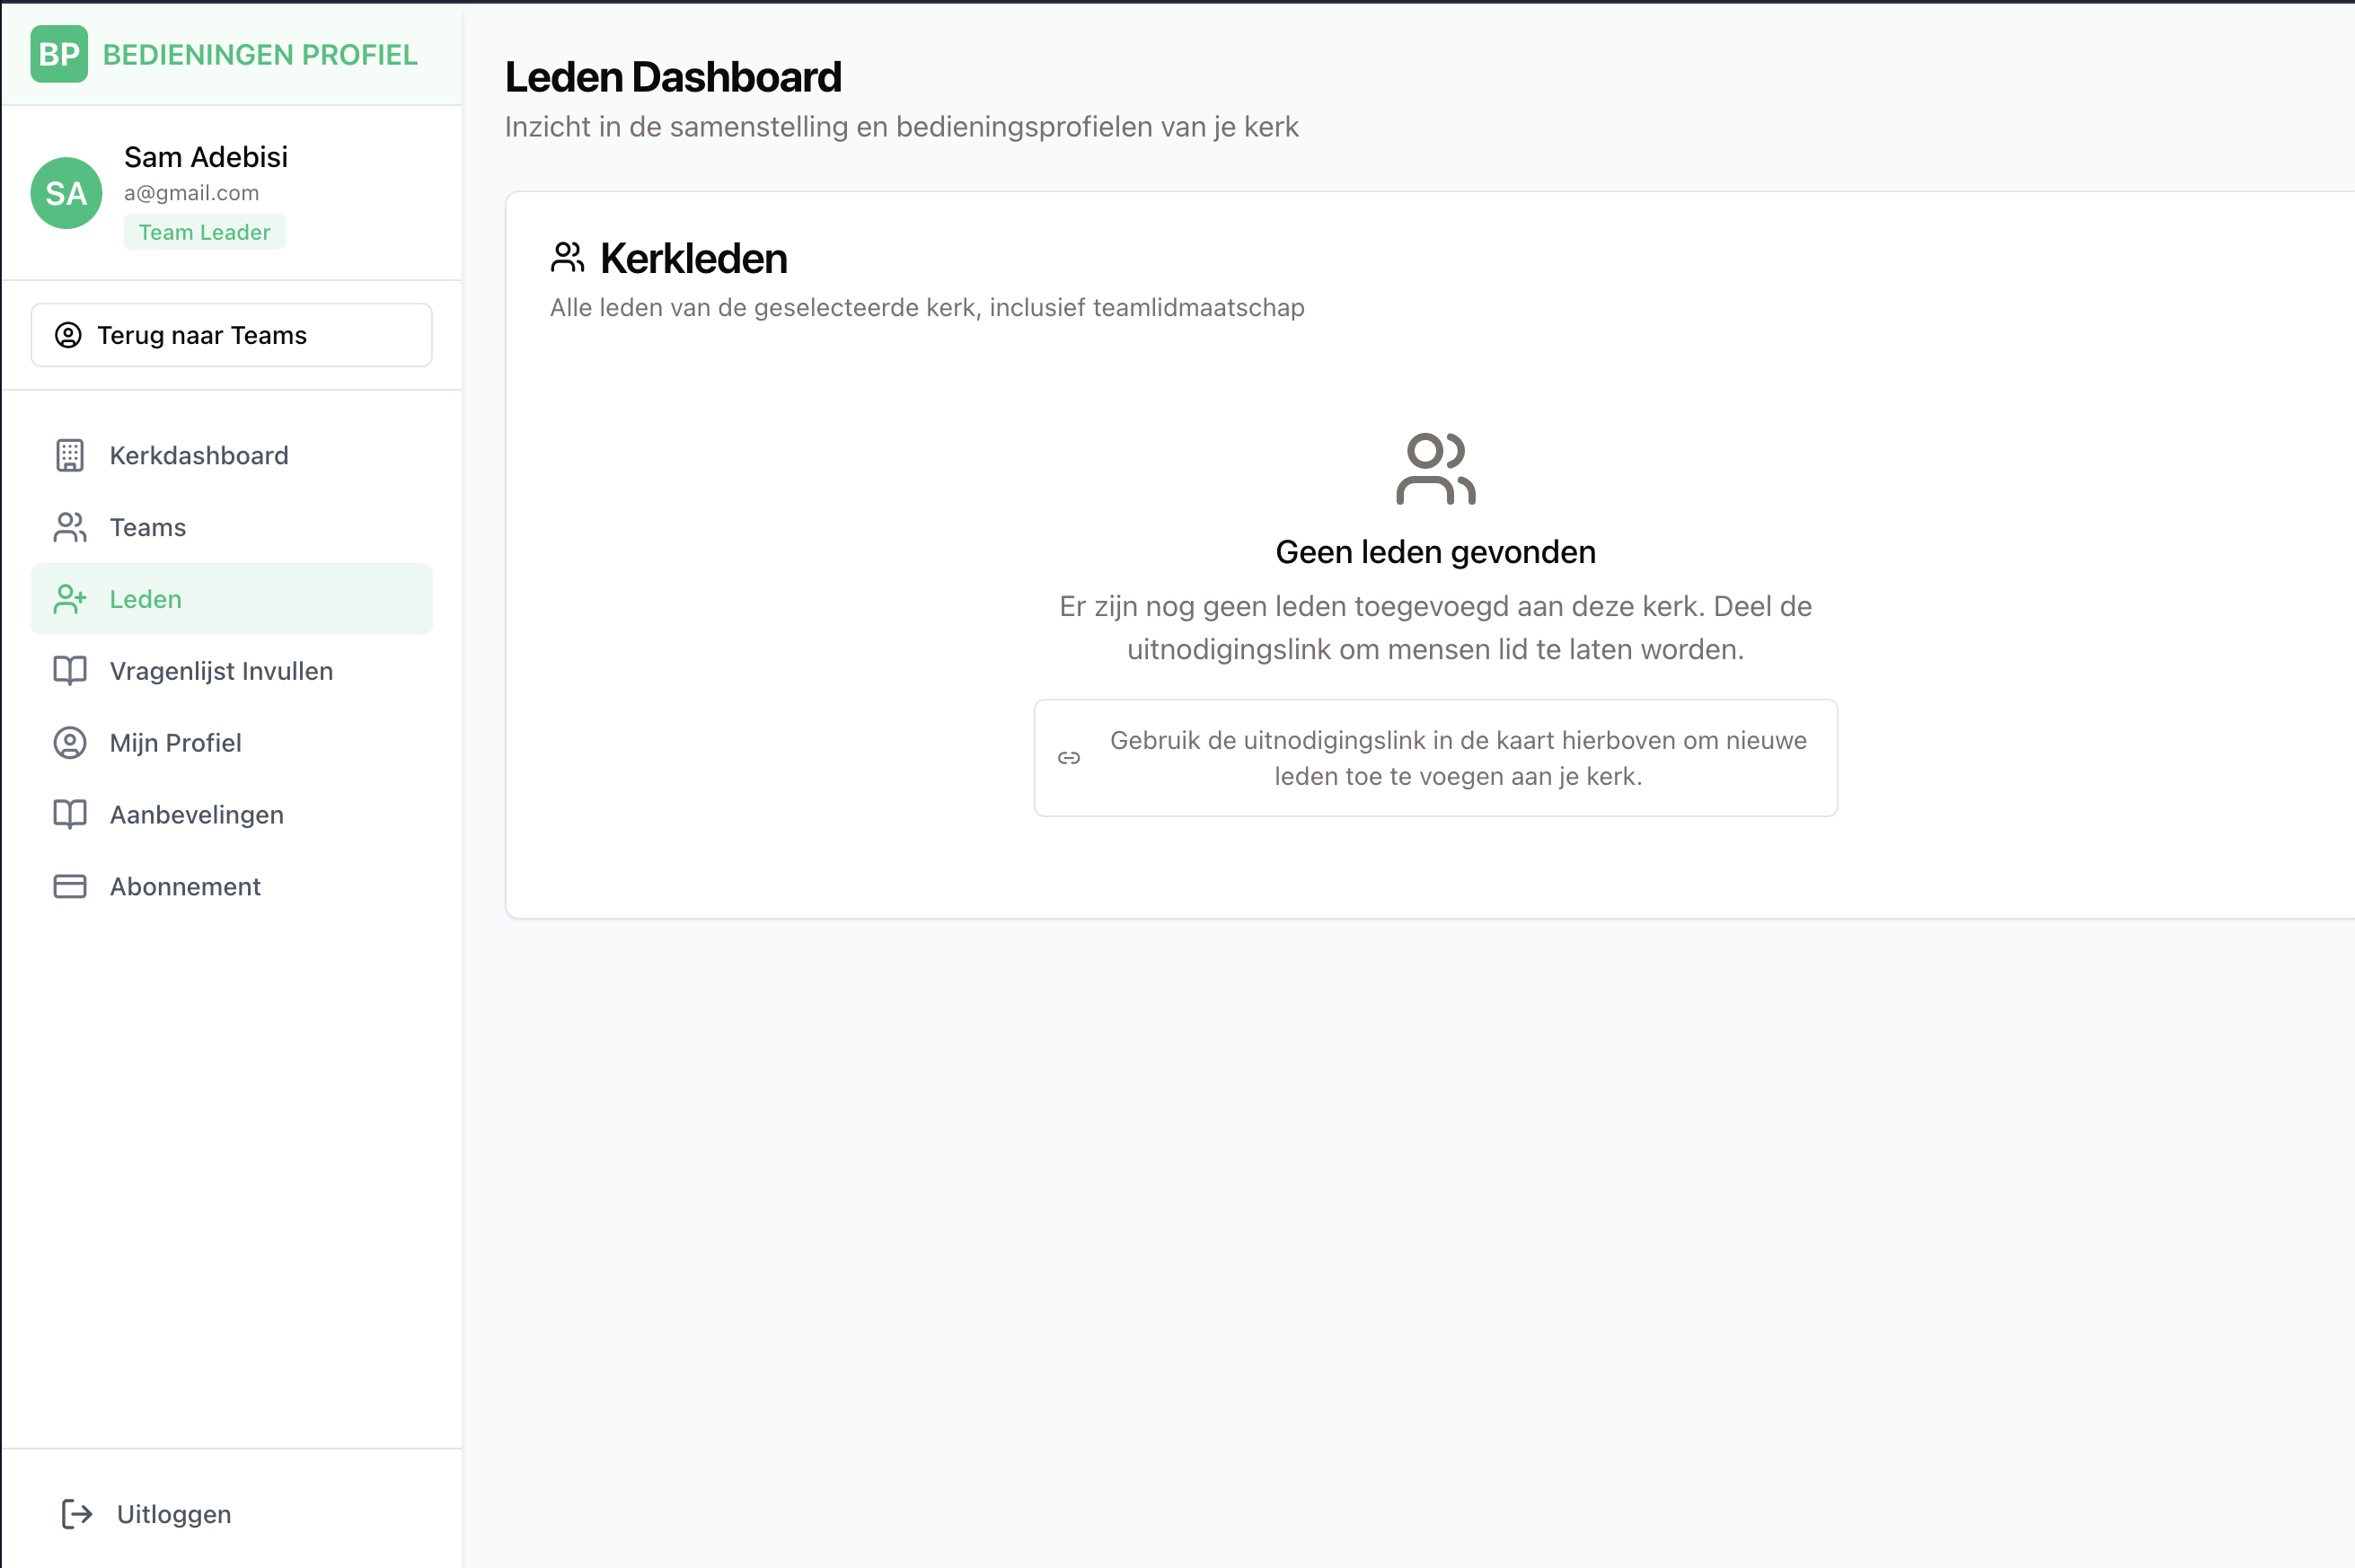 BP BEDIENINGEN PROFIEL
SA
Sam Adebisi
a@gmail.com
Team Leader
Terug naar Teams
Kerkdashboard
Teams
Leden
Vragenlijst Invullen
Mijn Profiel
Aanbevelingen
Abonnement
Uitloggen
Leden Dashboard
Inzicht in de samenstelling en bedieningsprofielen van je kerk
Kerkleden
Alle leden van de geselecteerde kerk, inclusief teamlidmaatschap
Geen leden gevonden
Er zijn nog geen leden toegevoegd aan deze kerk. Deel de
uitnodigingslink om mensen lid te laten worden.
Gebruik de uitnodigingslink in de kaart hierboven om nieuwe
leden toe te voegen aan je kerk.